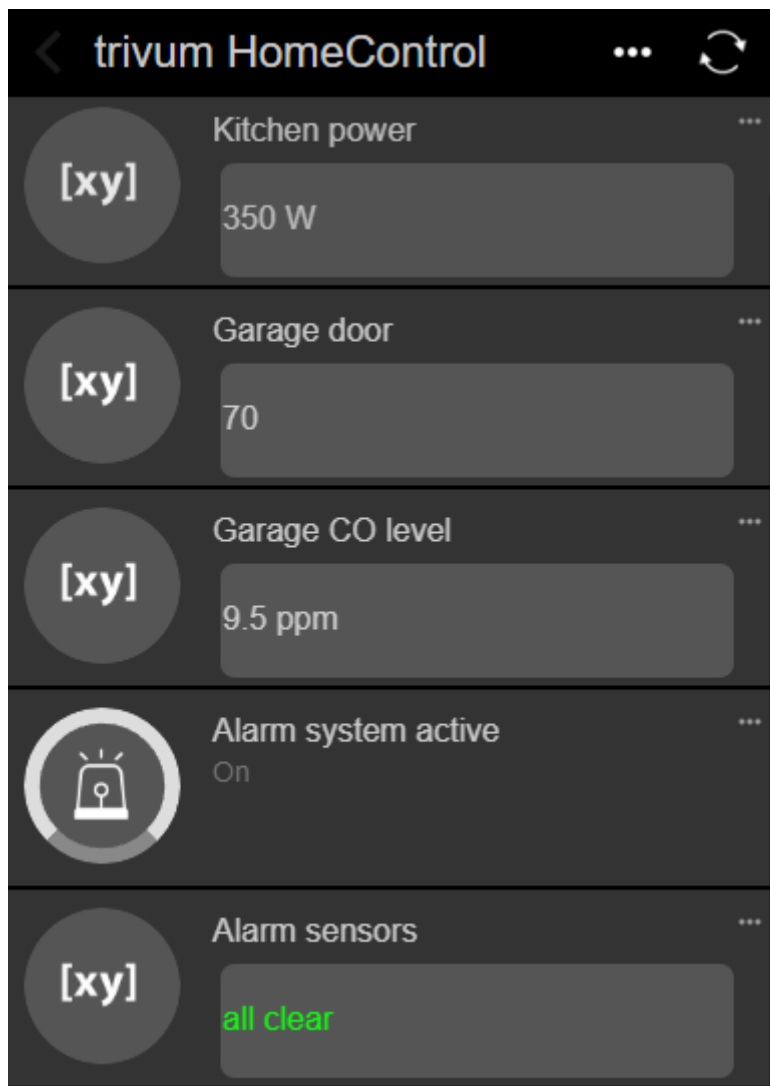 trivum HomeControl
Kitchen power
[xy]
350 W
Garage door
[xy]
70
Garage CO level
[xy]
9.5 ppm
Alarm system active
On
Alarm sensors
[xy]
all clear